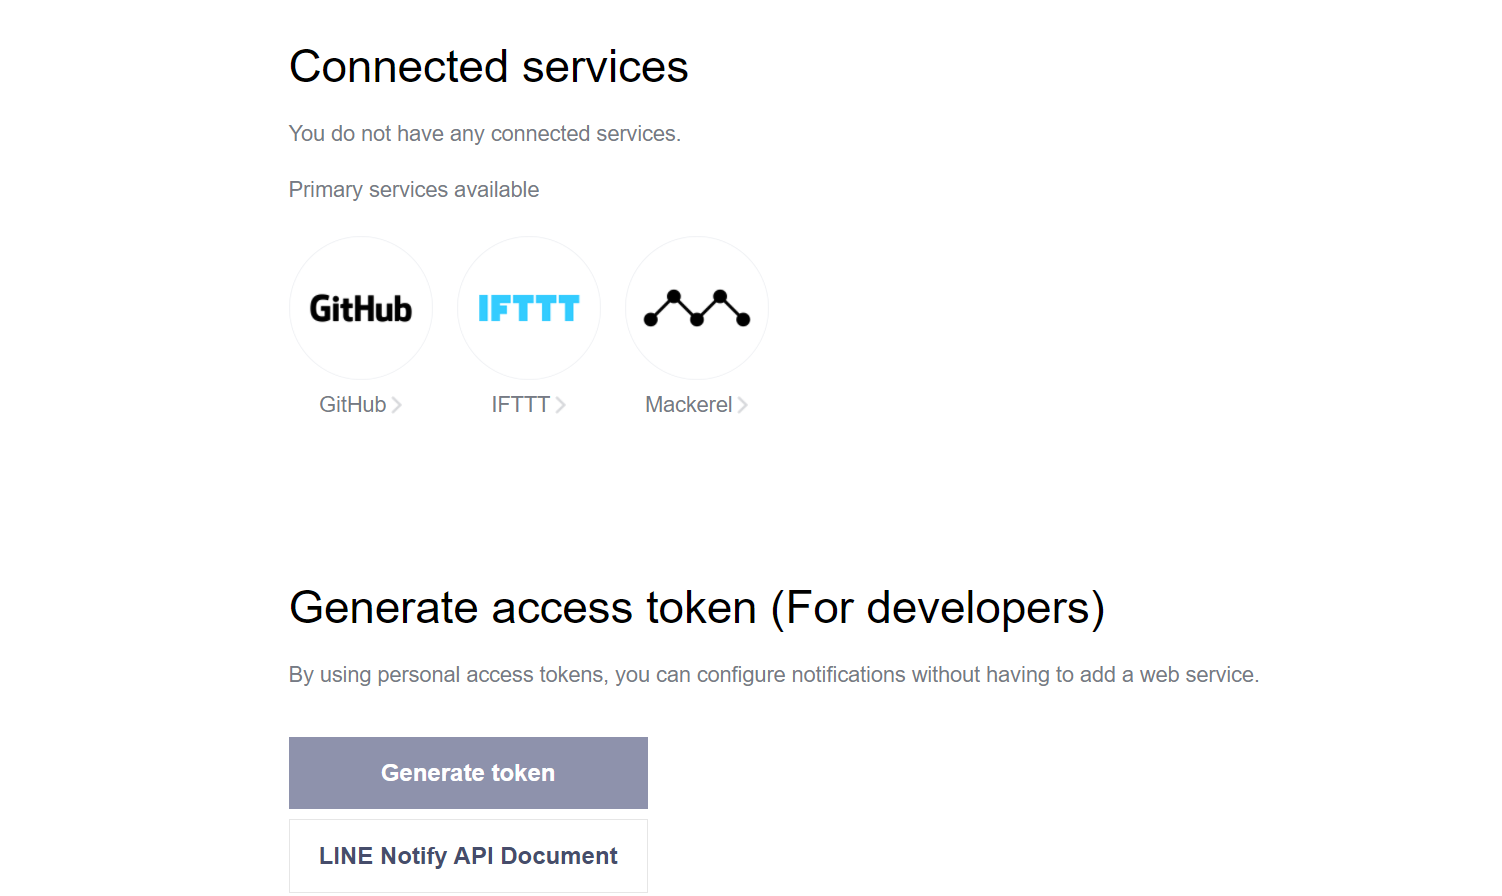 Connected services
You do not have any connected services.
Primary services available
GitHub IFTTT
GitHub IFTTT Mackerel
Generate access token (For developers)
By using personal access tokens, you can configure notifications without having to add a web service.
Generate token
LINE Notify API Document